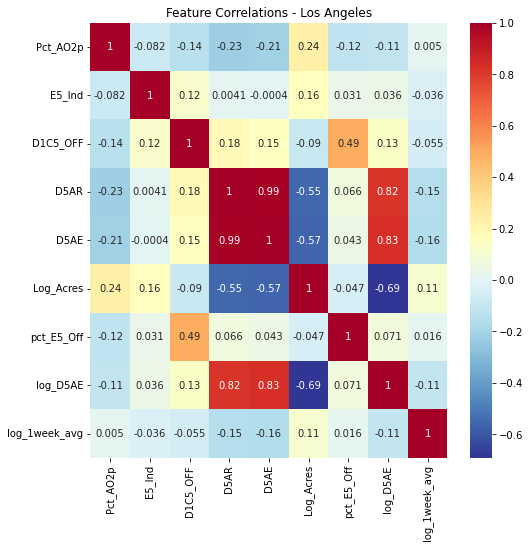 Feature Correlations - Los Angeles
Pct_AO2p 1 -0.082 -0.14 -0.23 -0.21 0.24 -0.12 -0.11 0.005
E5_Ind -0.082 1 0.12 0.0041 -0.0004 0.16 0.031 0.036 -0.036
D1C5_OFF -0.14 0.12 1 0.18 0.15 -0.09 0.49 0.13 -0.055
D5AR -0.23 0.0041 0.18 1 0.99 -0.55 0.066 0.82 -0.15
D5AE -0.21 -0.0004 0.15 0.99 1 -0.57 0.043 0.83 -0.16
Log_Acres 0.24 0.16 -0.09 -0.55 -0.57 1 -0.047 -0.69 0.11
pct_E5_Off -0.12 0.031 0.49 0.066 0.043 -0.047 1 0.071 0.016
log_D5AE -0.11 0.036 0.13 0.82 0.83 -0.69 0.071 1 -0.11
log_1week_avg 0.005 -0.036 -0.055 -0.15 -0.16 0.11 0.016 -0.11 1
Pct_AO2p E5_Ind D1C5_OFF D5AR D5AE Log_Acres pct_E5_Off log_D5AE log_1week_avg
1.0
0.8
0.6
0.4
0.2
0.0
−0.2
−0.4
−0.6